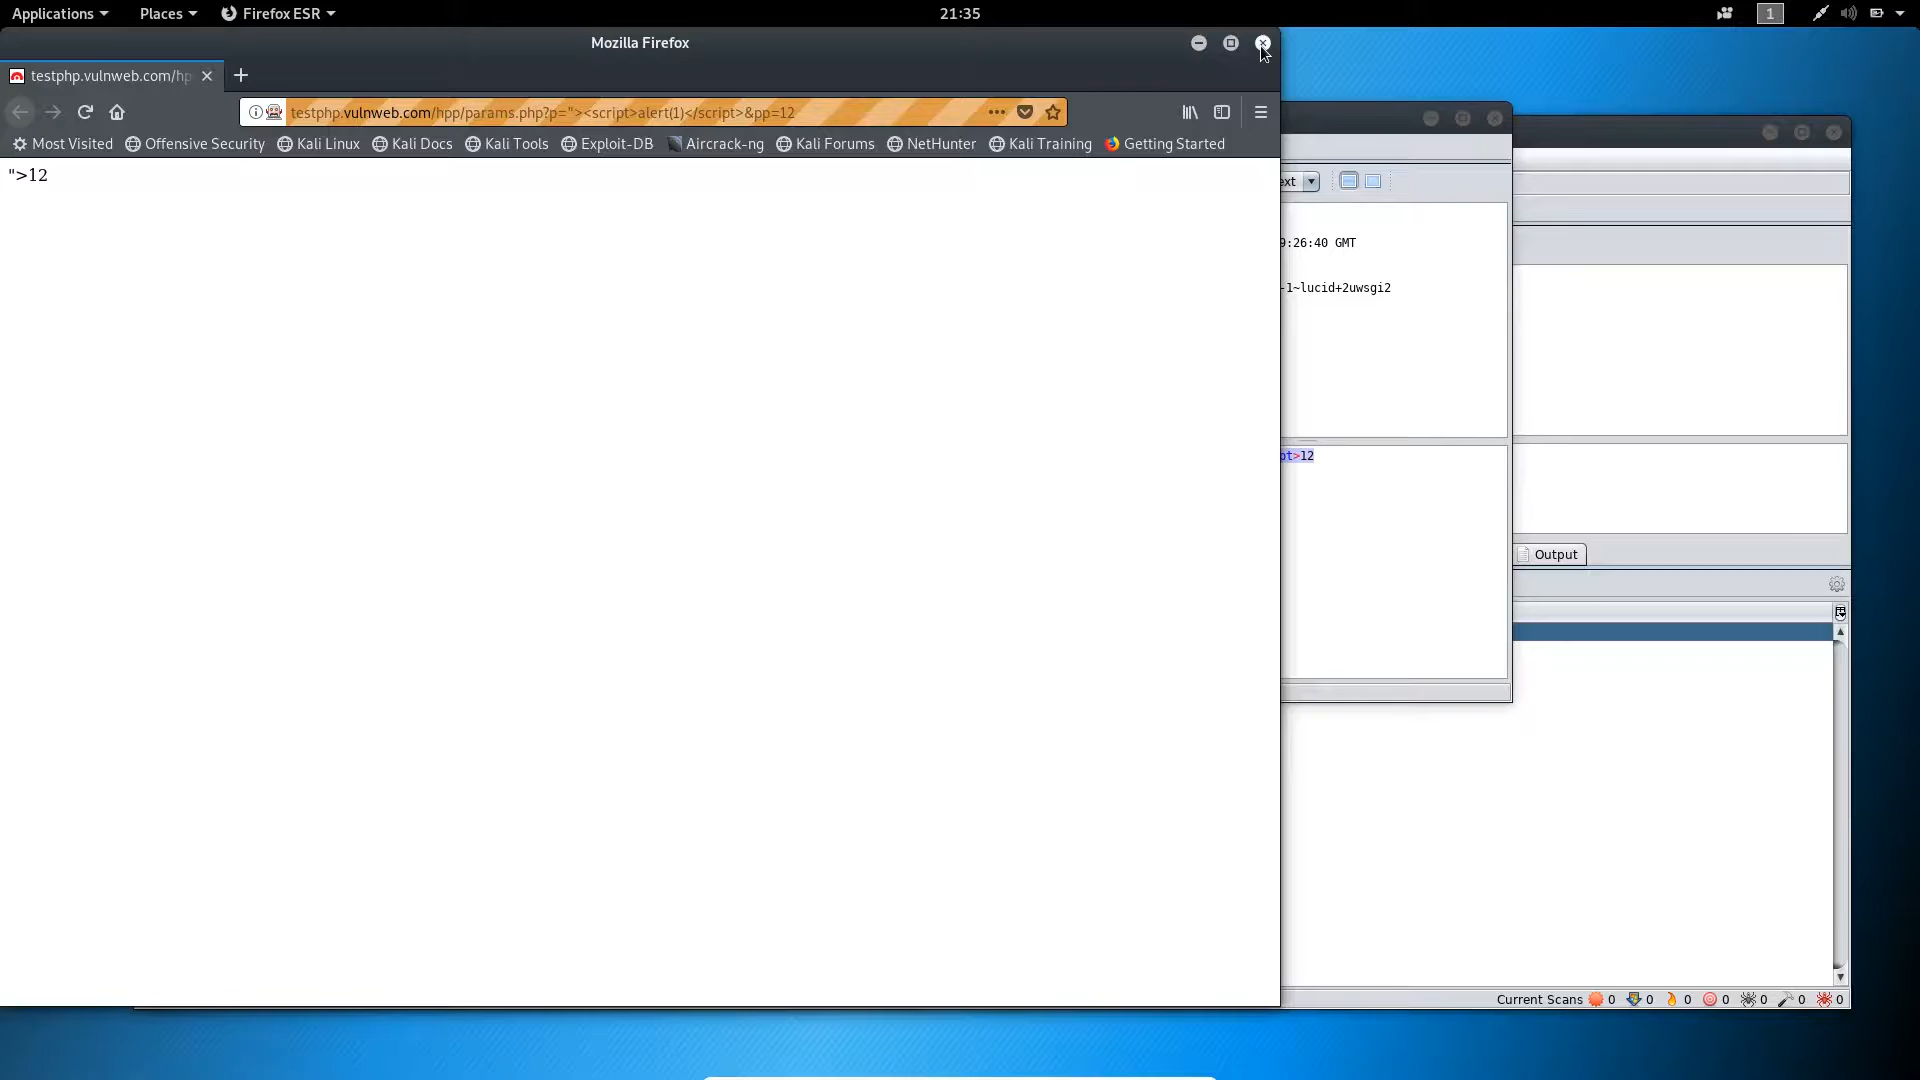 Applications Places Firefox ESR 21:35 1
Mozilla Firefox
testphp.vulnweb.com/hp
testphp.vulnweb.com/hpp/params.php?p="><script>alert(1)</script>&pp=12
Most Visited Offensive Security Kali Linux Kali Docs Kali Tools Exploit-DB Aircrack-ng Kali Forums NetHunter Kali Training Getting Started
">12
ext
9:26:40 GMT
-1~lucid+2uwsgi2
pt>12
Output
Current Scans 0 0 0 0 0 0 0